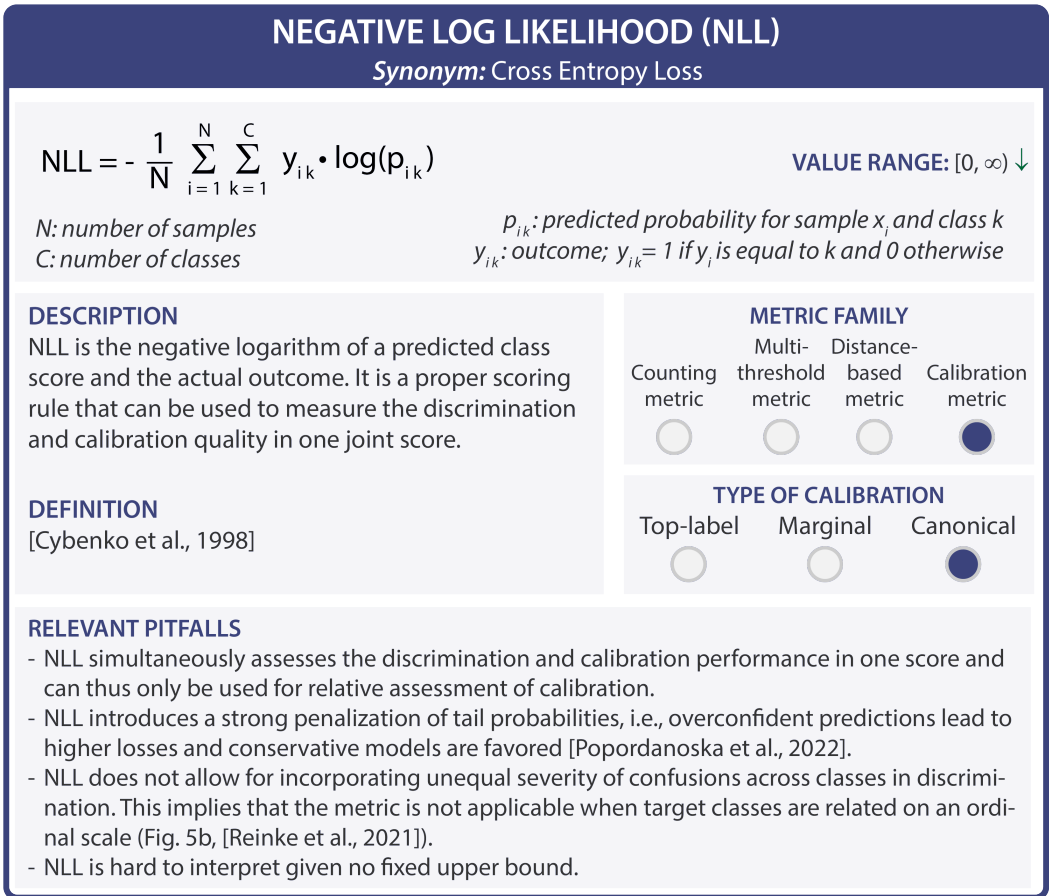 NEGATIVE LOG LIKELIHOOD (NLL)
Synonym: Cross Entropy Loss
NLL = - 1/N Σ_{i = 1}^{N} Σ_{k = 1}^{C} y_{i k} • log(p_{i k})
VALUE RANGE: [0, ∞) ↓
N: number of samples
C: number of classes
p_{i k}: predicted probability for sample x_i and class k
y_{i k}: outcome; y_{i k}= 1 if y_i is equal to k and 0 otherwise
DESCRIPTION
NLL is the negative logarithm of a predicted class
score and the actual outcome. It is a proper scoring
rule that can be used to measure the discrimination
and calibration quality in one joint score.
DEFINITION
[Cybenko et al., 1998]
METRIC FAMILY
Counting metric
Multi-threshold metric
Distance-based metric
Calibration metric
TYPE OF CALIBRATION
Top-label Marginal Canonical
RELEVANT PITFALLS
- NLL simultaneously assesses the discrimination and calibration performance in one score and
can thus only be used for relative assessment of calibration.
- NLL introduces a strong penalization of tail probabilities, i.e., overconfident predictions lead to
higher losses and conservative models are favored [Popordanoska et al., 2022].
- NLL does not allow for incorporating unequal severity of confusions across classes in discrimi-
nation. This implies that the metric is not applicable when target classes are related on an ordi-
nal scale (Fig. 5b, [Reinke et al., 2021]).
- NLL is hard to interpret given no fixed upper bound.